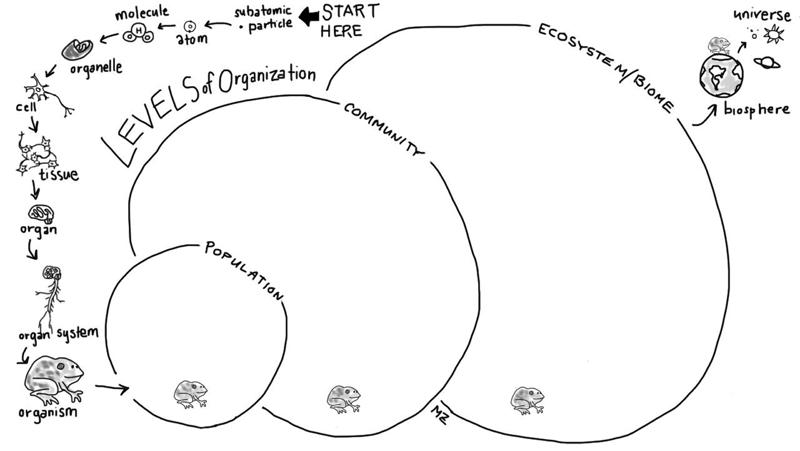 START
HERE
subatomic
particle
atom
molecule
organelle
cell
tissue
organ
organ system
organism
LEVELS of Organization
POPULATION
COMMUNITY
ECOSYSTEM/BIOME
biosphere
universe
H
MZ